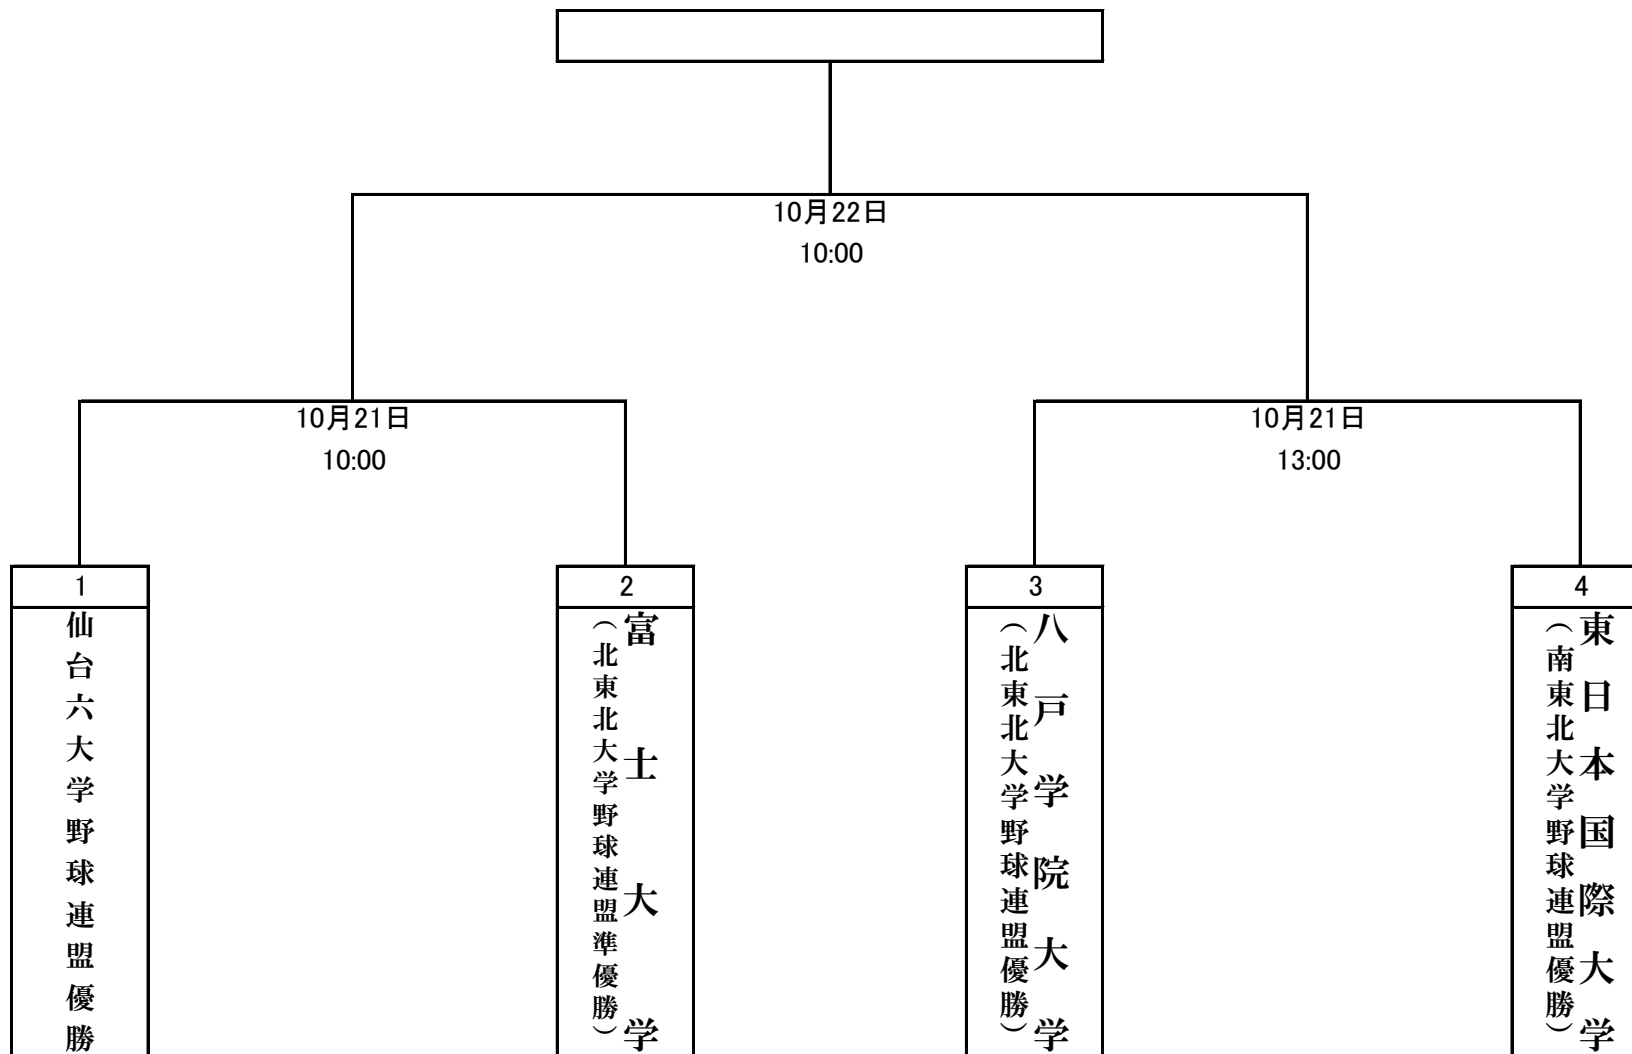 10月22日
10:00
10月21日
10:00
10月21日
13:00
1
仙台六大学野球連盟優勝
2
富士大学
（北東北大学野球連盟準優勝）
3
八戸学院大学
（北東北大学野球連盟優勝）
4
東日本国際大学
（南東北大学野球連盟優勝）